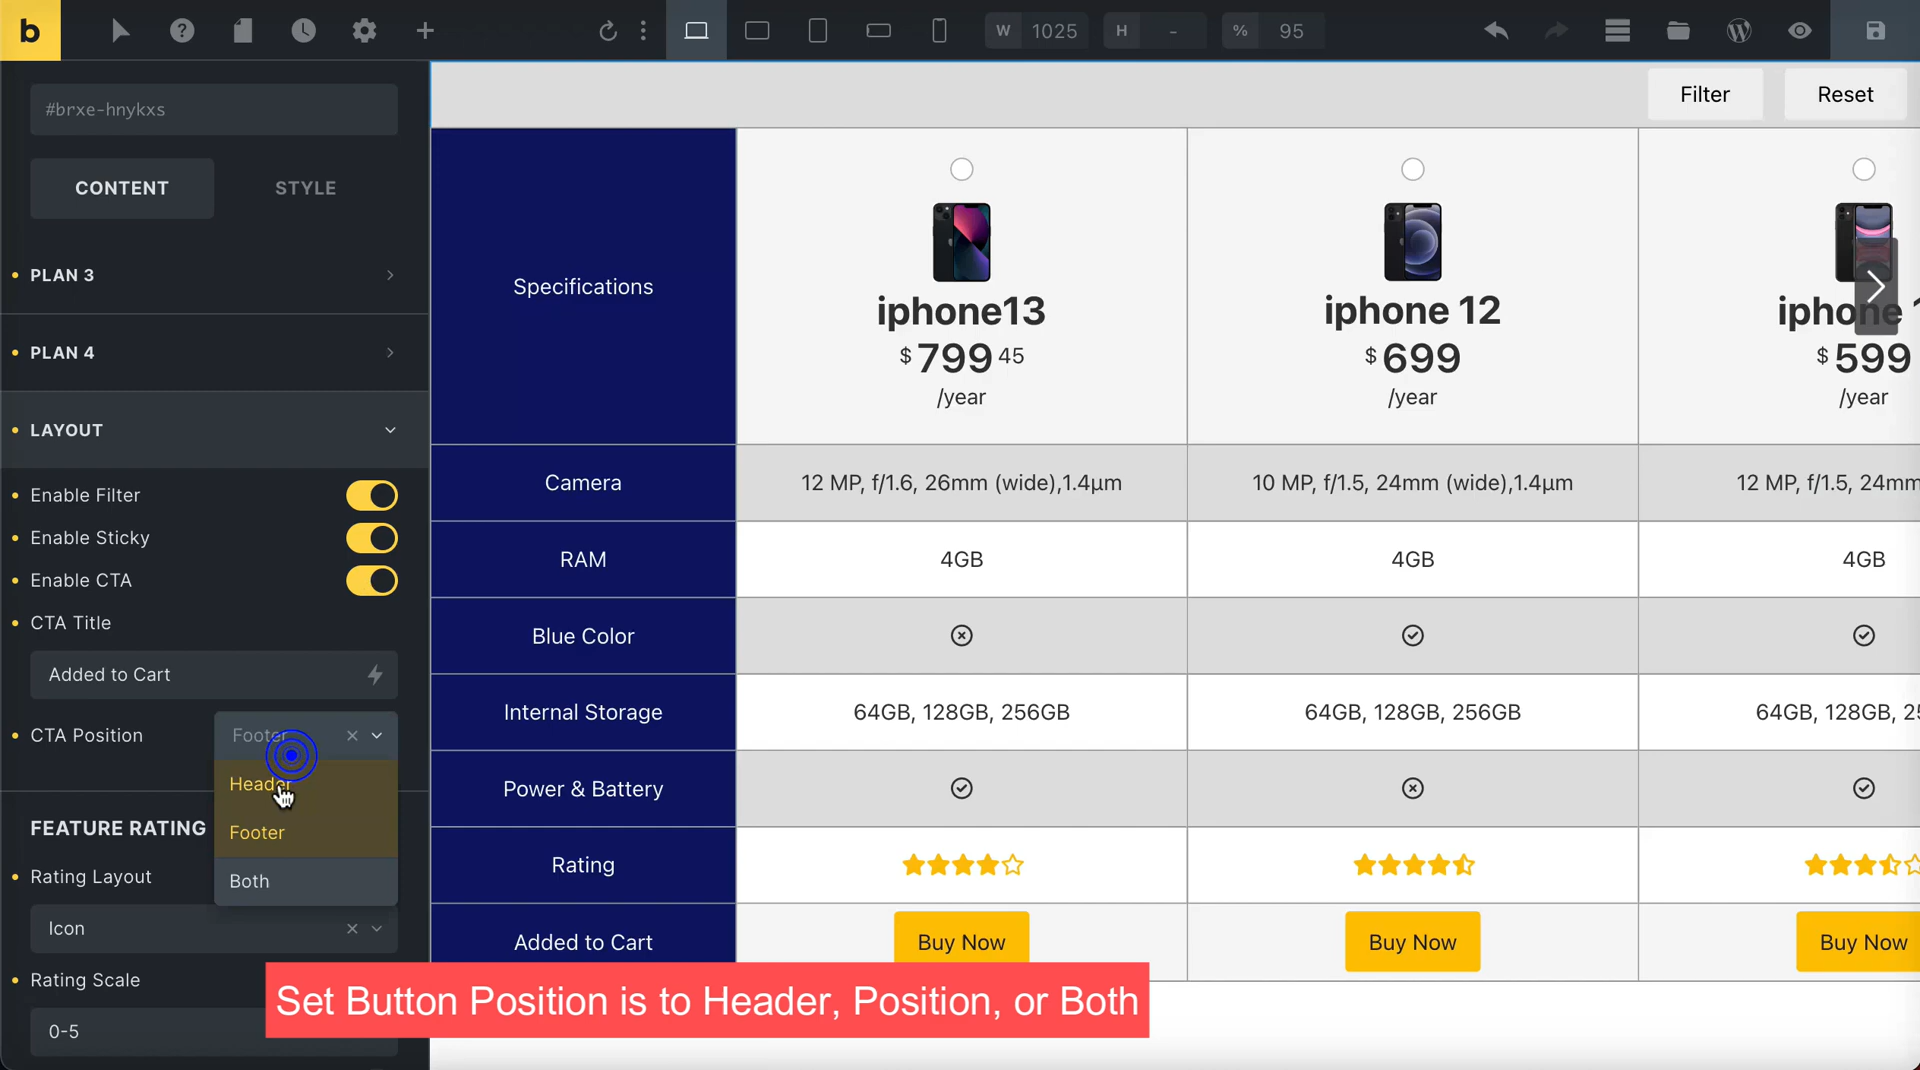 b
W 1025 H - % 95
#brxe-hnykxs
CONTENT STYLE
PLAN 3
PLAN 4
LAYOUT
Enable Filter
Enable Sticky
Enable CTA
CTA Title
Added to Cart
CTA Position
Footer
Header
Footer
Both
FEATURE RATING
Rating Layout
Icon
Rating Scale
0-5
Filter Reset
Specifications
iphone13
$ 799 45
/year
iphone 12
$ 699
/year
iphone
$ 599
/year
Camera 12 MP, f/1.6, 26mm (wide),1.4µm 10 MP, f/1.5, 24mm (wide),1.4µm 12 MP, f/1.5, 24mm
RAM 4GB 4GB 4GB
Blue Color
Internal Storage 64GB, 128GB, 256GB 64GB, 128GB, 256GB 64GB, 128GB,
Power & Battery
Rating
Added to Cart Buy Now Buy Now Buy Now
Set Button Position is to Header, Position, or Both